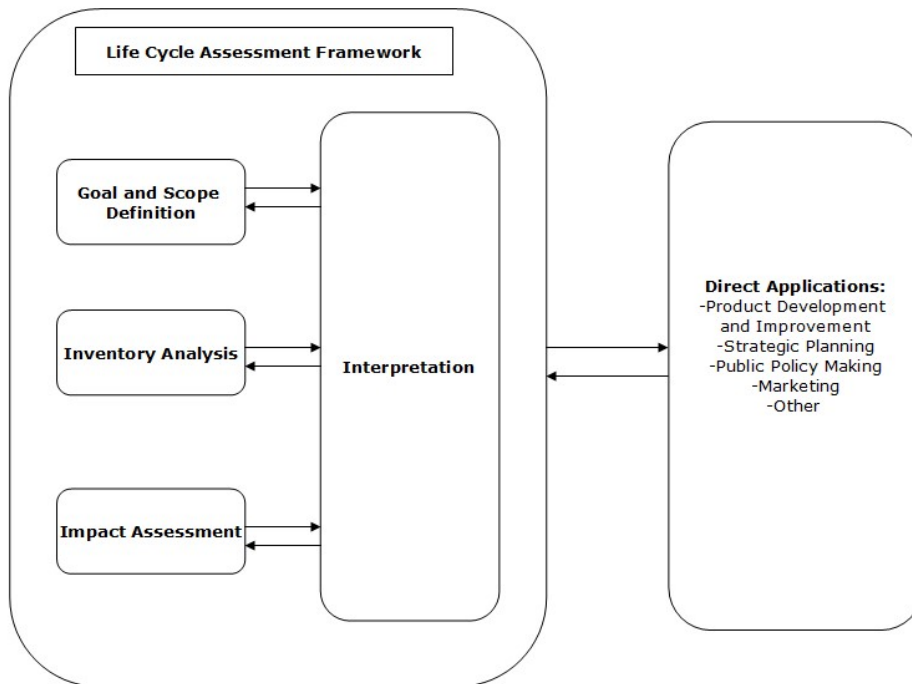 Life Cycle Assessment Framework
Goal and Scope
Definition
Inventory Analysis
Impact Assessment
Interpretation
Direct Applications:
-Product Development
and Improvement
-Strategic Planning
-Public Policy Making
-Marketing
-Other